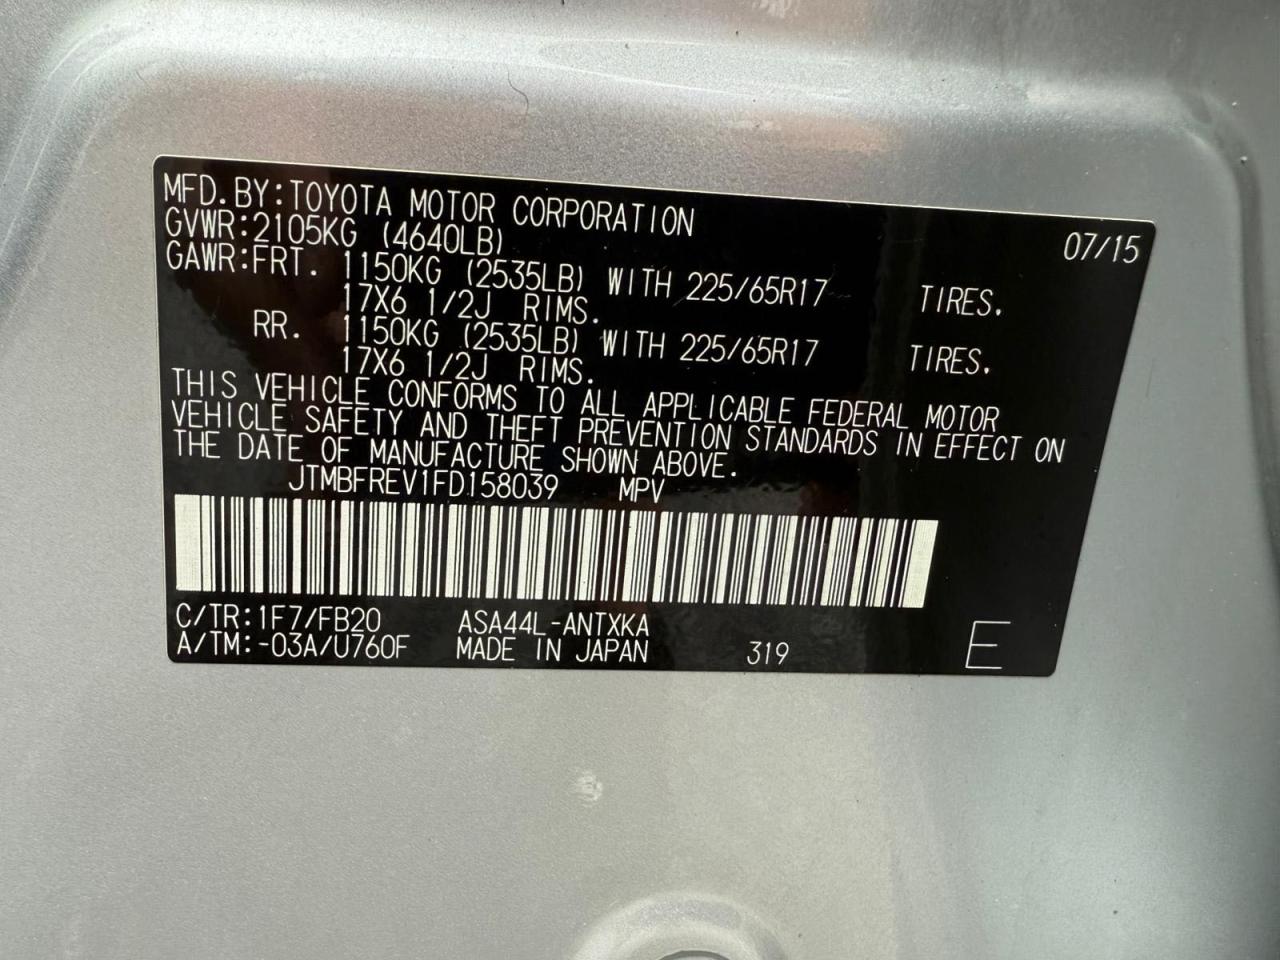 MFD. BY:TOYOTA MOTOR CORPORATION 07/15
GVWR:2105KG (4640LB)
GAWR:FRT. 1150KG (2535LB) WITH 225/65R17 TIRES.
17X6 1/2J RIMS.
RR. 1150KG (2535LB) WITH 225/65R17 TIRES.
17X6 1/2J RIMS.
THIS VEHICLE CONFORMS TO ALL APPLICABLE FEDERAL MOTOR
VEHICLE SAFETY AND THEFT PREVENTION STANDARDS IN EFFECT ON
THE DATE OF MANUFACTURE SHOWN ABOVE.
JTMBFREV1FD158039 MPV
C/TR:1F7/FB20 ASA44L-ANTXKA
A/TM:-03A/U760F MADE IN JAPAN 319 E